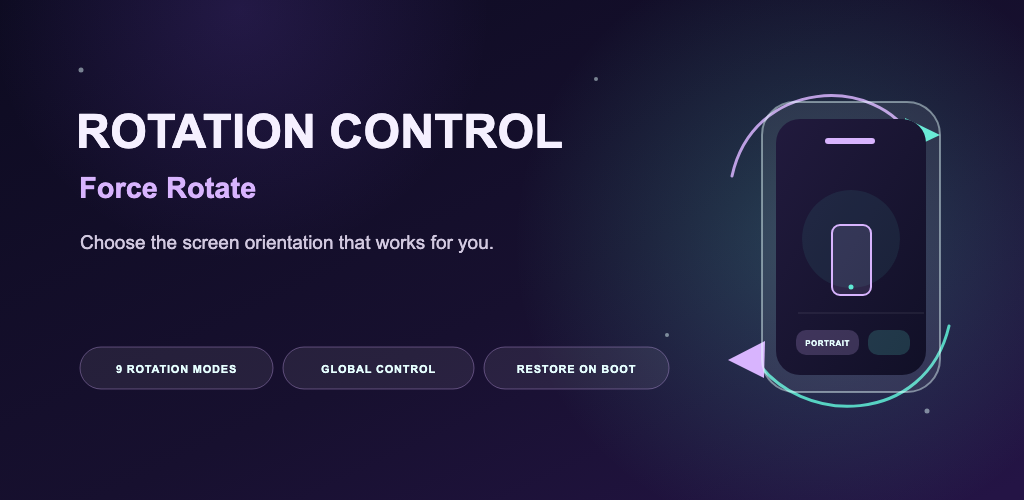 ROTATION CONTROL
Force Rotate
Choose the screen orientation that works for you.
9 ROTATION MODES
GLOBAL CONTROL
RESTORE ON BOOT
PORTRAIT